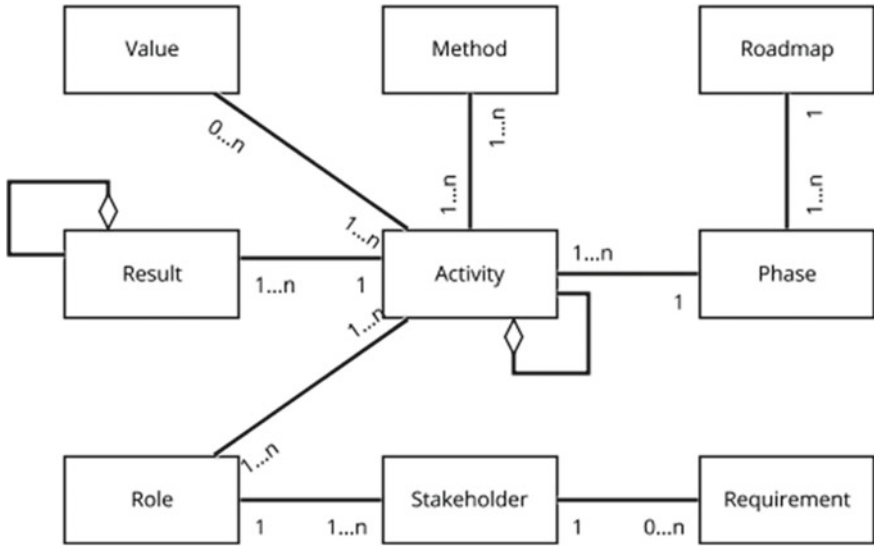 Value
Method
Roadmap
0...n
1...n
1
1...n
1...n
1...n
Result
Activity
Phase
1...n
1...n
1
1
1...n
1...n
Role
Stakeholder
Requirement
1
1...n
1
0...n